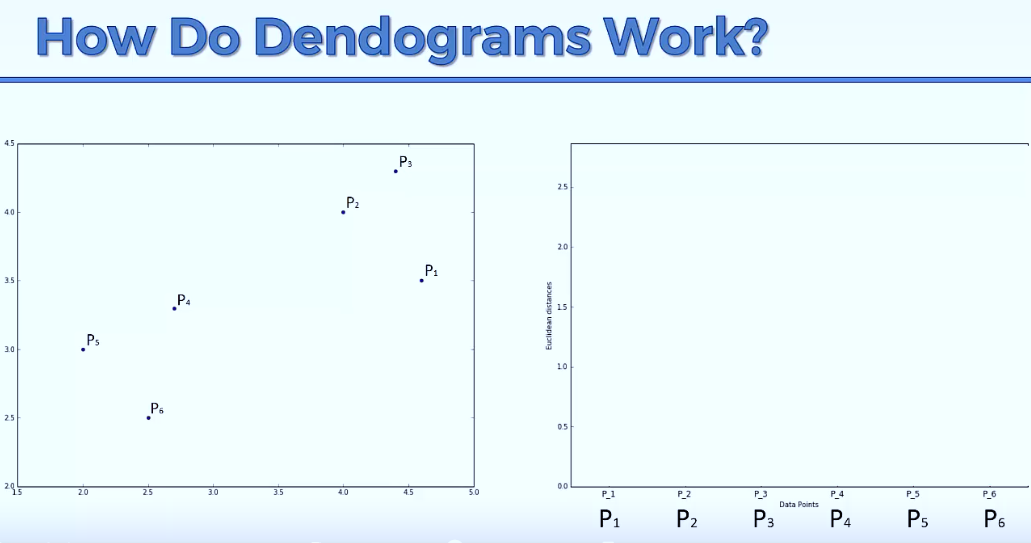 How Do Dendograms Work?
4.5
4.0
3.5
3.0
2.5
2.0
1.5 2.0 2.5 3.0 3.5 4.0 4.5 5.0
P₃
P₂
P₁
P₄
P₅
P₆
2.5
2.0
1.5
1.0
0.5
0.0
Euclidean distances
P_1 P_2 P_3 P_4 P_5 P_6
Data Points
P₁ P₂ P₃ P₄ P₅ P₆